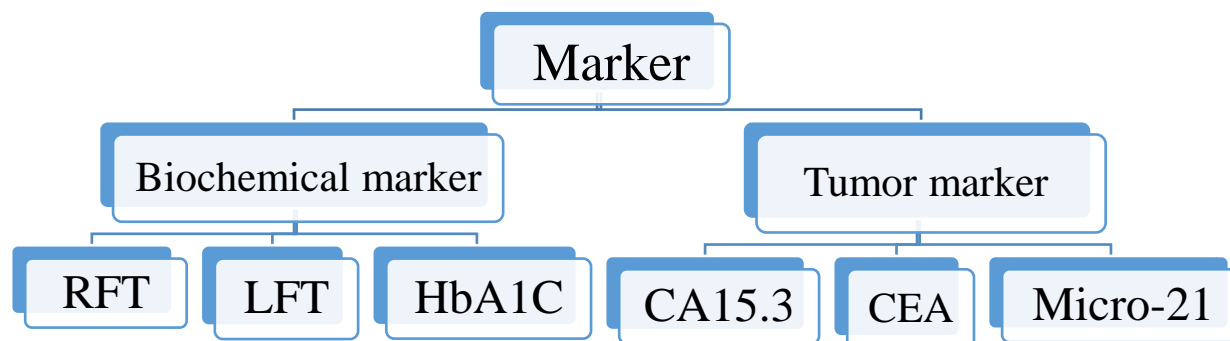 Marker
Biochemical marker
Tumor marker
RFT
LFT
HbA1C
CA15.3
CEA
Micro-21